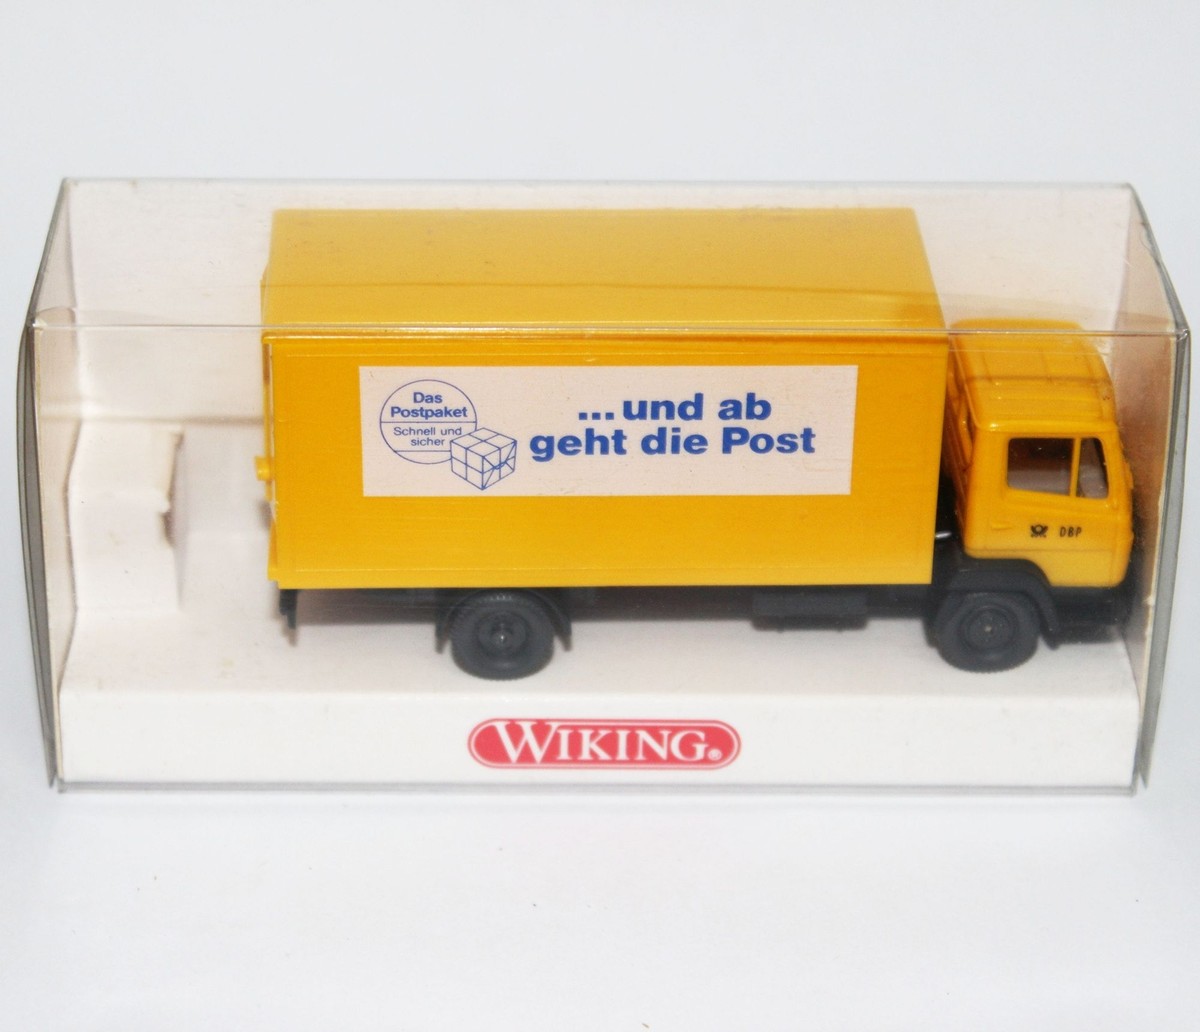 Das
Postpaket
Schnell und
sicher
...und ab
geht die Post
DBP
WIKING®